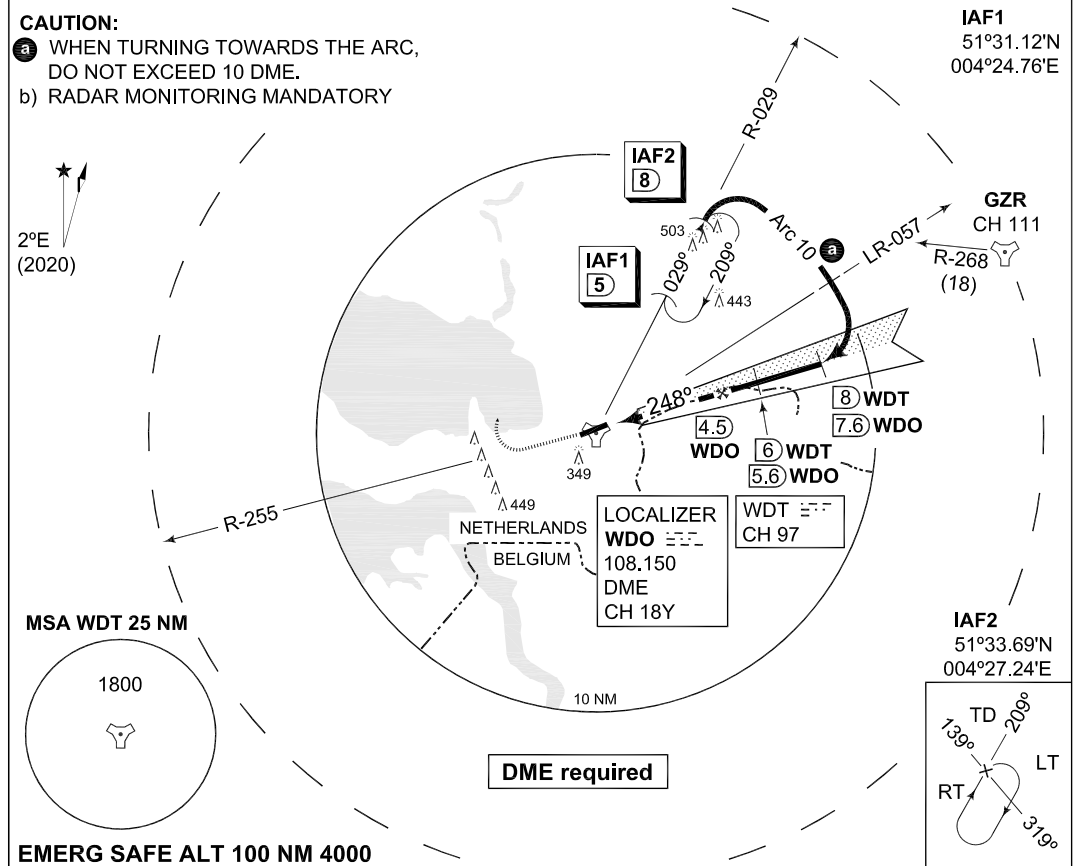 CAUTION:
a WHEN TURNING TOWARDS THE ARC,
DO NOT EXCEED 10 DME.
b) RADAR MONITORING MANDATORY
IAF1
51º31.12'N
004º24.76'E
2ºE
(2020)
R-029
IAF2
8
503
IAF1
5
029º
209º
443
Arc 10
a
LR-057
GZR
CH 111
R-268
(18)
248º
4.5
WDO
8 WDT
7.6 WDO
6 WDT
5.6 WDO
349
449
R-255
NETHERLANDS
BELGIUM
LOCALIZER
WDO
108.150
DME
CH 18Y
WDT
CH 97
10 NM
MSA WDT 25 NM
1800
DME required
IAF2
51º33.69'N
004º27.24'E
TD
209º
139º
LT
RT
319º
EMERG SAFE ALT 100 NM 4000